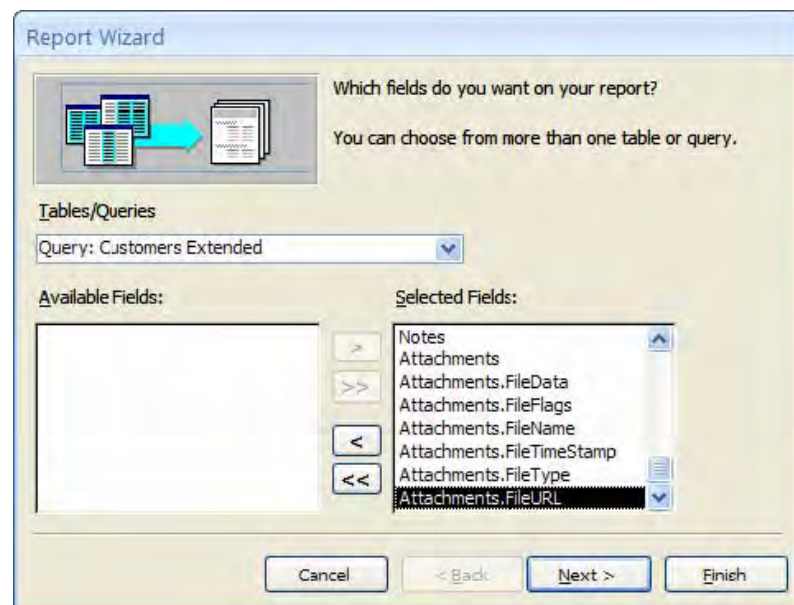 Report Wizard
Which fields do you want on your report?
You can choose from more than one table or query.
Tables/Queries
Query: Customers Extended
Available Fields:
Selected Fields:
>
>>
<
<<
Notes
Attachments
Attachments.FileData
Attachments.FileFlags
Attachments.FileName
Attachments.FileTimeStamp
Attachments.FileType
Attachments.FileURL
Cancel
< Back
Next >
Finish